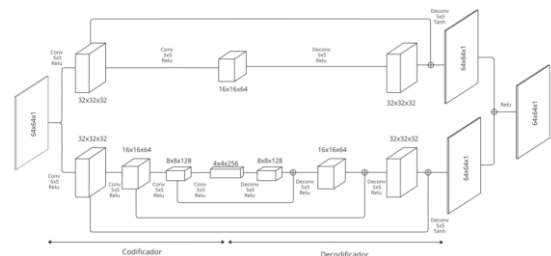 Conv
5x5
Relu
32x32x32
Conv
5x5
Relu
16x16x64
Deconv
5x5
Relu
32x32x32
Deconv
5x5
Tanh
64x64x1
64x64x1
Relu
64x64x1
32x32x32
Conv
5x5
Relu
16x16x64
Conv
5x5
Relu
8x8x128
Conv
5x5
Relu
4x4x256
Conv
5x5
Relu
8x8x128
Deconv
5x5
Relu
Deconv
5x5
Relu
16x16x64
Deconv
5x5
Relu
32x32x32
Deconv
5x5
Tanh
64x64x1
Codificador
Decodificador